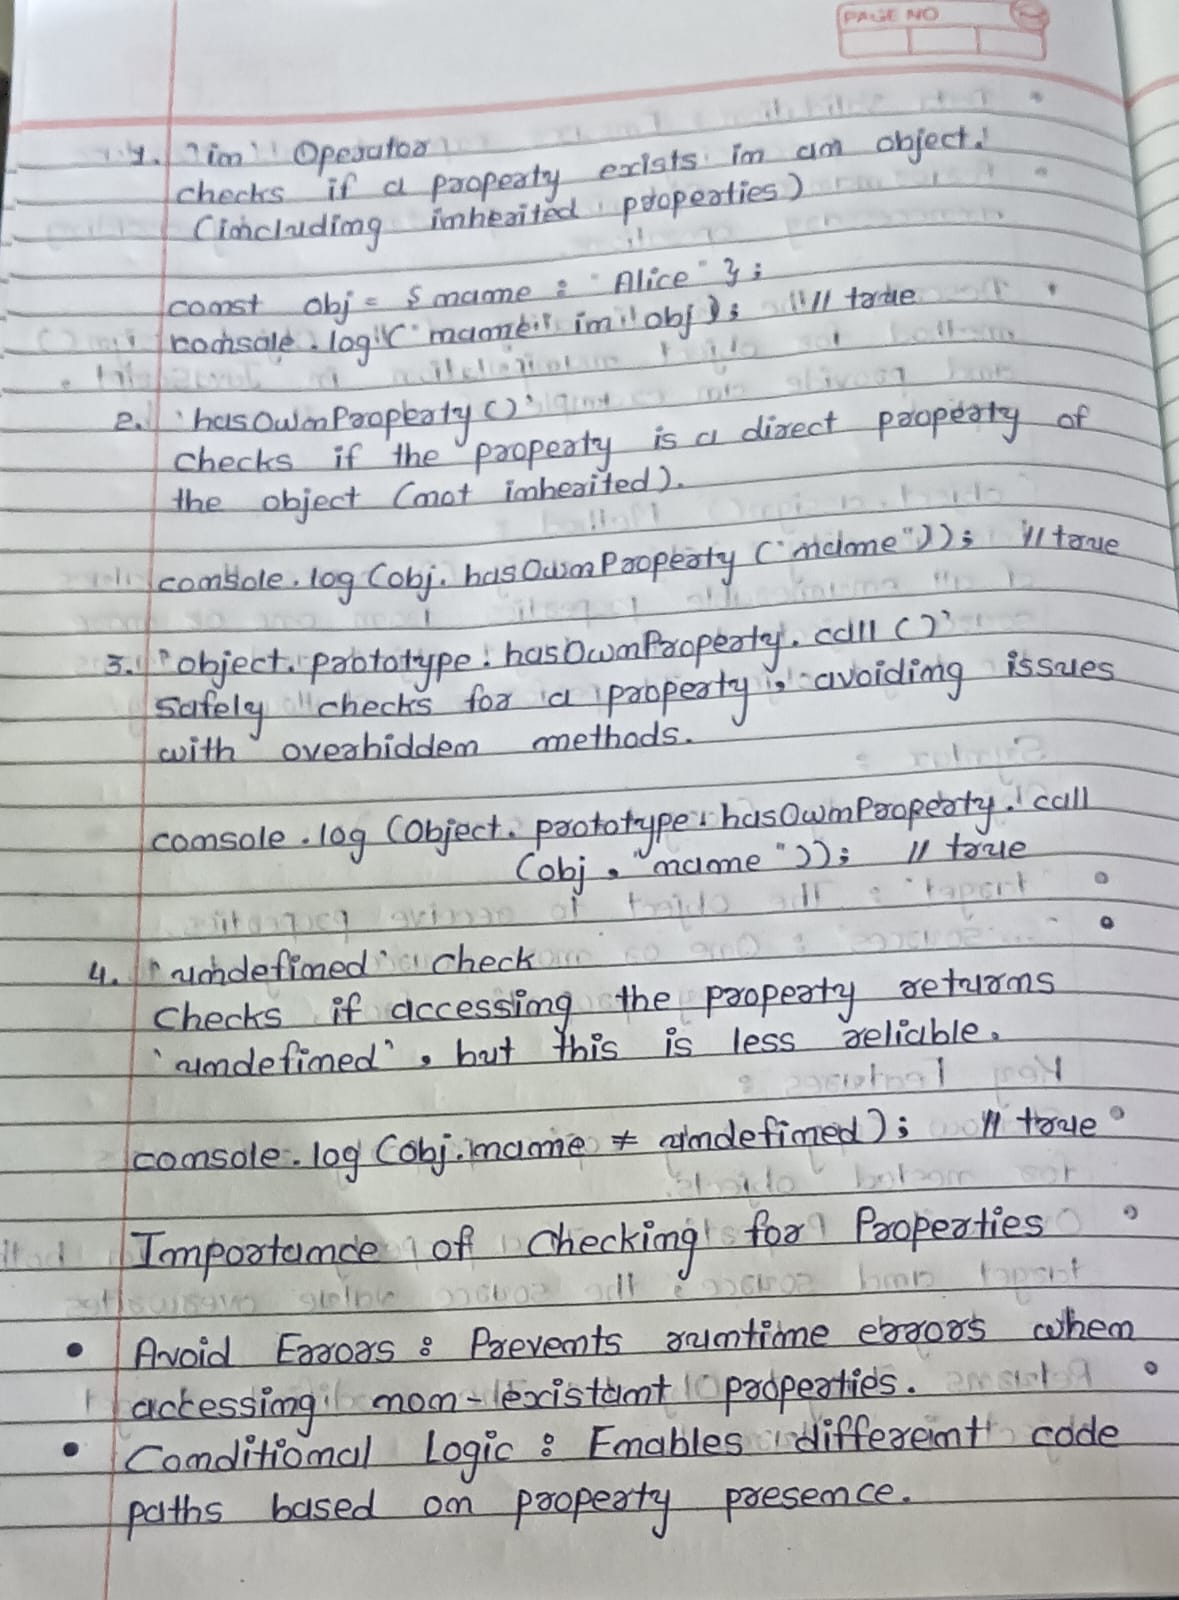 PAGE NO
1. 'in' Operator
checks if a property exists in an object.
(including inherited properties)
const obj = { name : "Alice" };
console.log("name" in obj); // true
2. 'hasOwnProperty()'
checks if the property is a direct property of
the object (not inherited).
console.log(obj.hasOwnProperty("name")); // true
3. 'object.prototype.hasOwnProperty.call()'
Safely checks for a property, avoiding issues
with overhidden methods.
console.log(Object.prototype.hasOwnProperty.call
(obj, "name")); // true
4. 'undefined' check
Checks if accessing the property returns
'undefined', but this is less reliable.
console.log(obj.name ≠ undefined); // true
Importance of Checking for Properties
• Avoid Errors : Prevents runtime errors when
accessing non-existant properties.
• Conditional Logic : Enables different code
paths based on property presence.